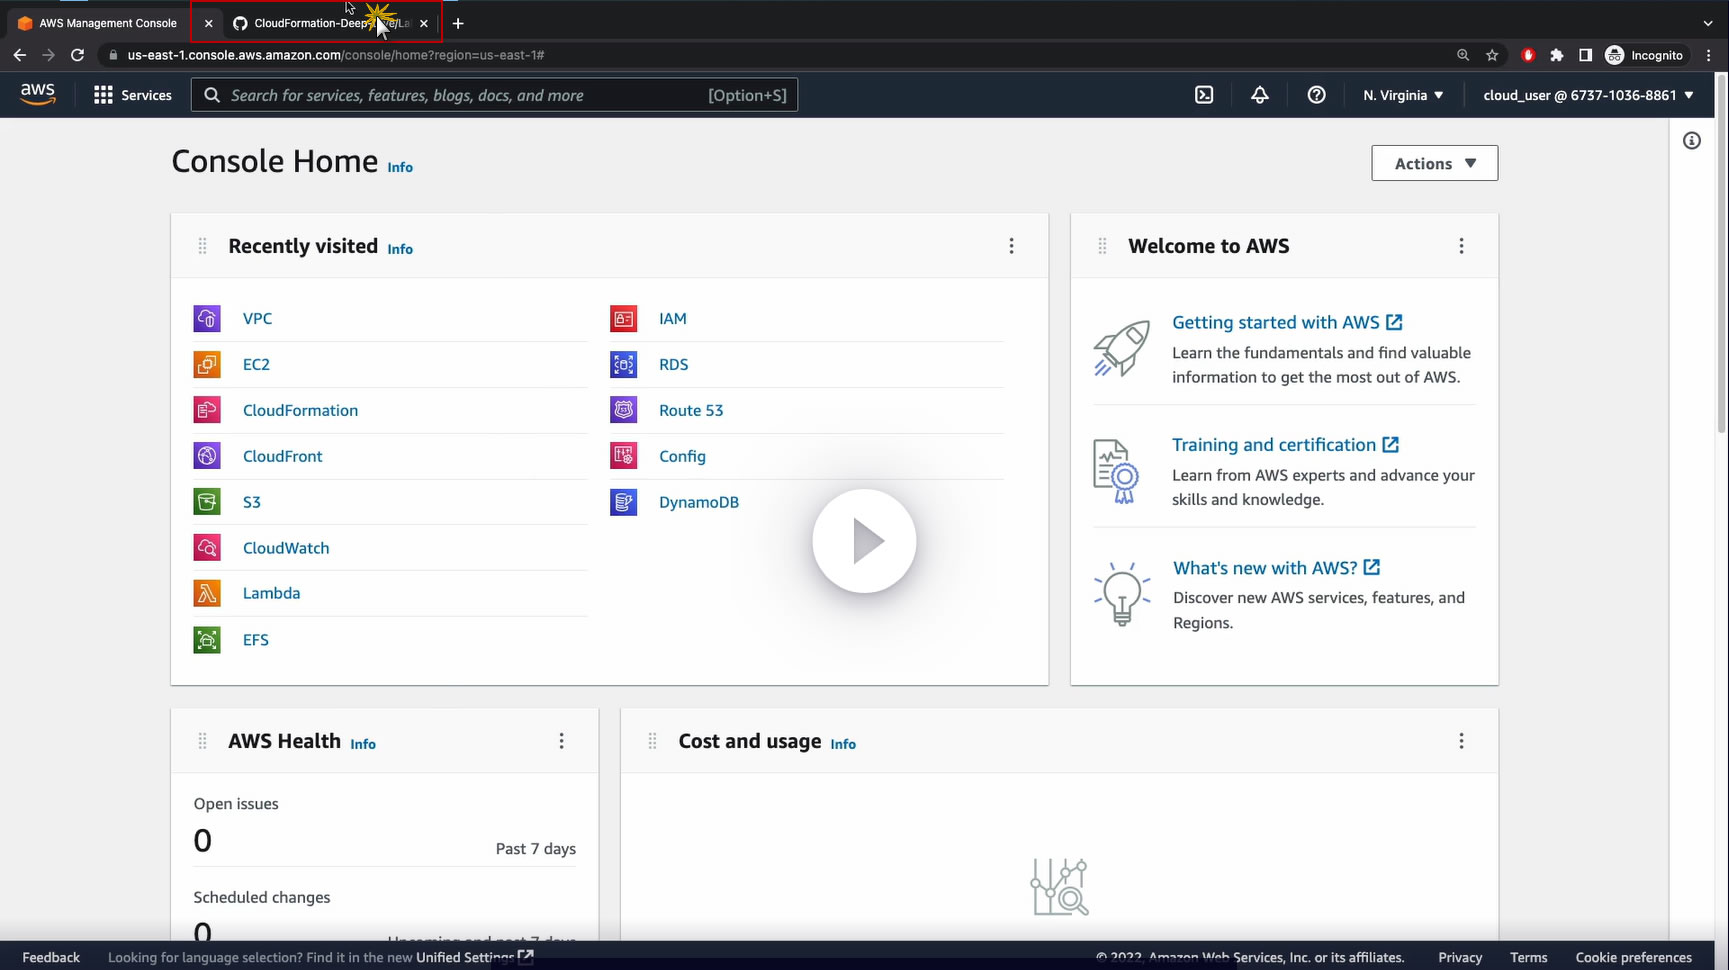 AWS Management Console
CloudFormation-Deep
us-east-1.console.aws.amazon.com/console/home?region=us-east-1#
Incognito
aws
Services
Search for services, features, blogs, docs, and more
[Option+S]
N. Virginia
cloud_user @ 6737-1036-8861
Console Home Info
Actions
Recently visited Info
VPC
EC2
CloudFormation
CloudFront
S3
CloudWatch
Lambda
EFS
IAM
RDS
Route 53
Config
DynamoDB
Welcome to AWS
Getting started with AWS
Learn the fundamentals and find valuable
information to get the most out of AWS.
Training and certification
Learn from AWS experts and advance your
skills and knowledge.
What's new with AWS?
Discover new AWS services, features, and
Regions.
AWS Health Info
Open issues
0
Past 7 days
Scheduled changes
0
Upcoming and past 7 days
Cost and usage Info
Feedback
Looking for language selection? Find it in the new Unified Settings
© 2022, Amazon Web Services, Inc. or its affiliates.
Privacy
Terms
Cookie preferences